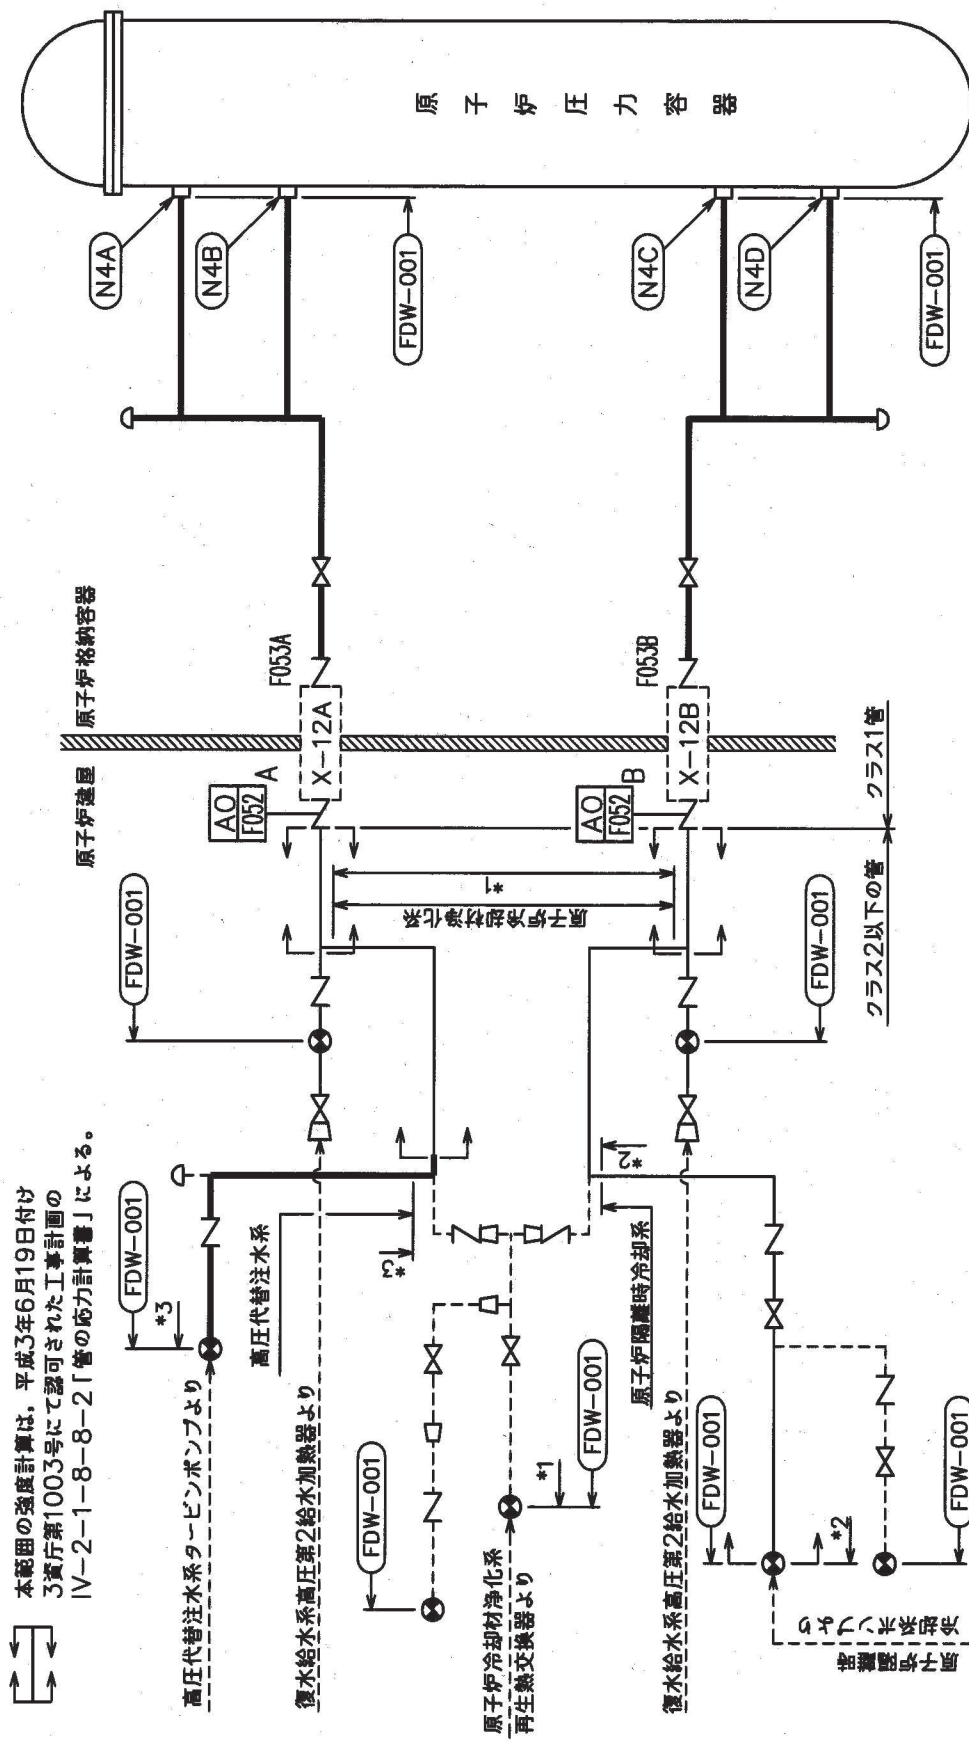 本範囲の強度計算は，平成3年6月19日付け
3資庁第1003号にて認可された工事計画の
IV-2-1-8-8-2「管の応力計算書」による。
高圧代替注水系タービンポンプより
FDW-001
*3
高圧代替注水系
*3
復水給水系高圧第2給水加熱器より
FDW-001
原子炉建屋
原子炉格納容器
AO
F052
A
X-12A
F053A
N4A
N4B
FDW-001
原子炉圧力容器
FDW-001
原子炉冷却材浄化系
再生熱交換器より
*1
FDW-001
原子炉冷却材浄化系
*1
原子炉隔離時冷却系
*2
復水給水系高圧第2給水加熱器より
FDW-001
AO
F052
B
X-12B
F053B
N4C
N4D
FDW-001
クラス2以下の管
クラス1管
原子炉隔離時
冷却系ポンプより
FDW-001
*2
FDW-001